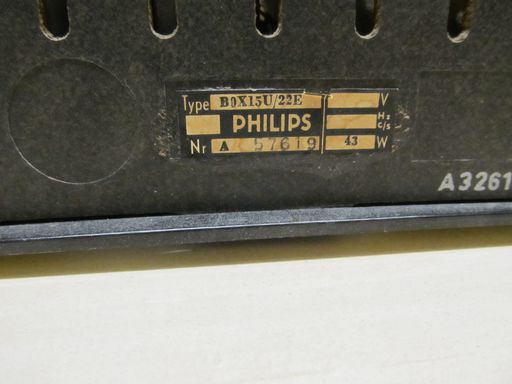 Type B0X15U/22E V
PHILIPS Hz c/s
Nr A 57619 43 W
A3261